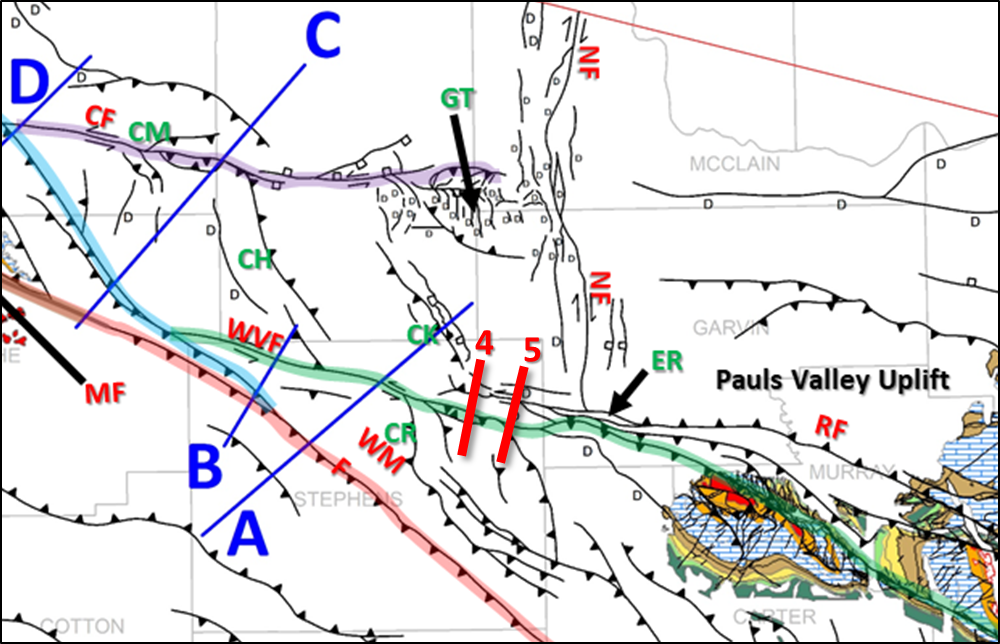 C
D
NF
GT
CF
CM
MCCLAIN
CH
NF
WVF
CK
4
5
GARVIN
HE
MF
ER
Pauls Valley Uplift
CR
WM
F
RF
B
MURRAY
STEPHENS
A
CARTER
COTTON